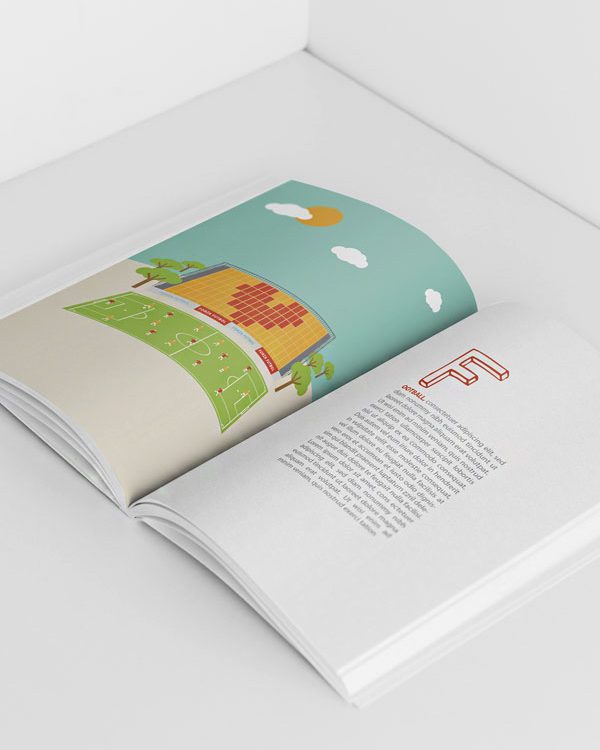 F
OOTBALL, consectetuer adipiscing elit, sed
diam nonummy nibh euismod tincidunt ut
laoreet dolore magna aliquam erat volutpat.
Ut wisi enim ad minim veniam, quis nostrud
exerci tation ullamcorper suscipit lobortis
nisl ut aliquip ex ea commodo consequat.
Duis autem vel eum iriure dolor in hendrerit
in vulputate velit esse molestie consequat,
vel illum dolore eu feugiat nulla facilisis at
vero eros et accumsan et iusto odio dignis-
sim qui blandit praesent luptatum zzril dele-
nit augue duis dolore te feugait nulla facilisi.
ipsum dolor sit amet, cons ectetuer
adipiscing elit, sed diam nonummy nibh
euismod tincidunt ut laoreet dolore magna
aliquam erat volutpat. Ut wisi enim ad
minim veniam, quis nostrud exerci tation